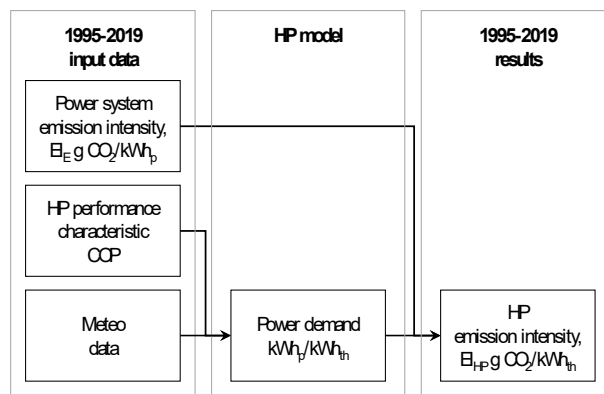 1995-2019
input data
Power system
emission intensity,
EI_E g CO₂/kWh_p
HP performance
characteristic
COP
Meteo
data
HP model
Power demand
kWh_p/kWh_th
1995-2019
results
HP
emission intensity,
EI_HP g CO₂/kWh_th